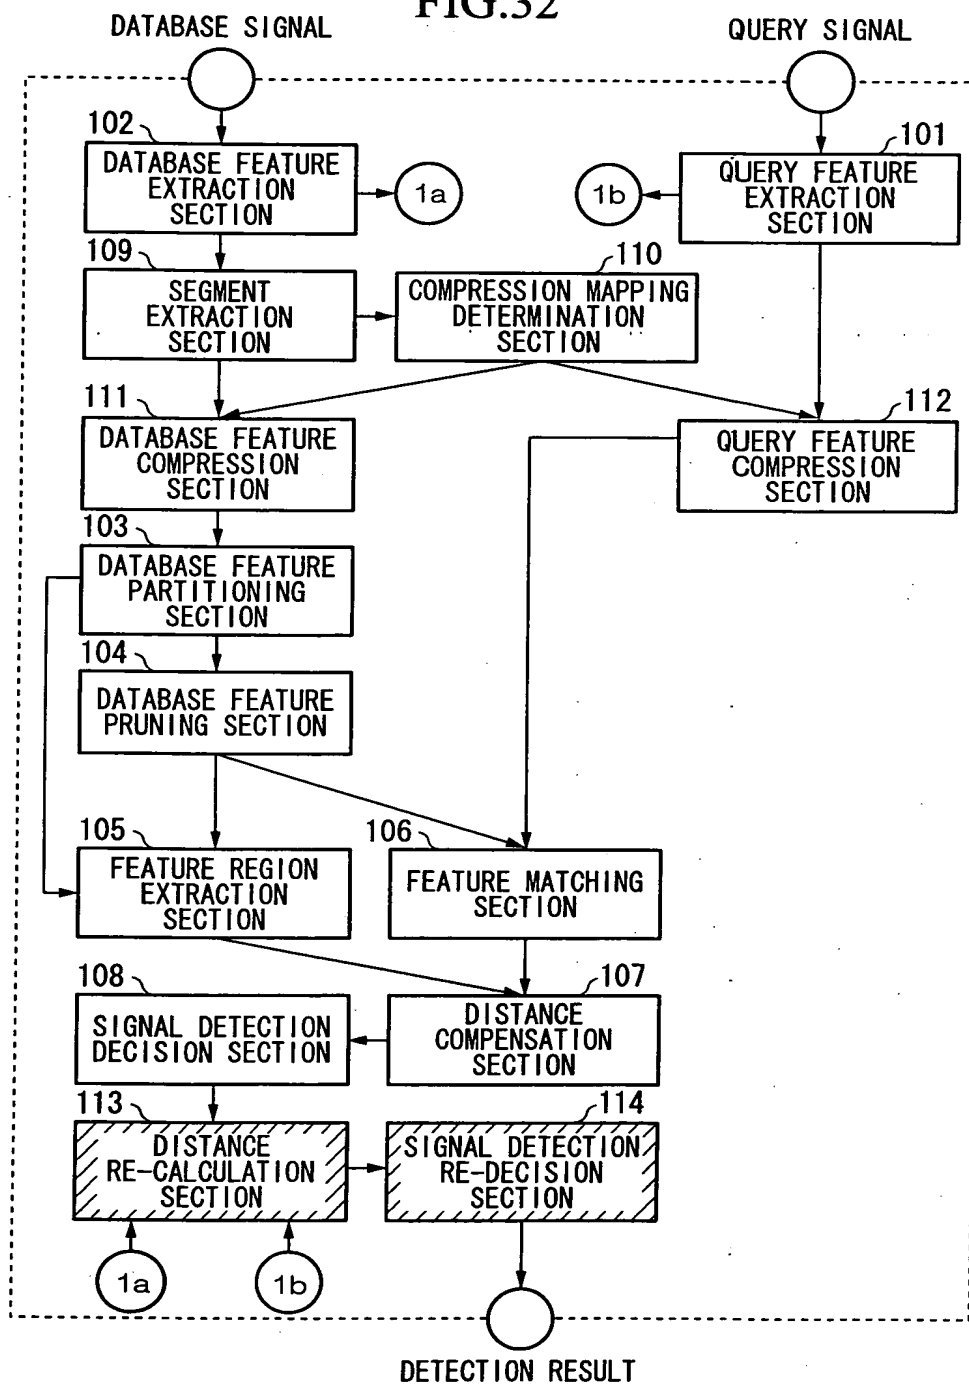 FIG.32
DATABASE SIGNAL
QUERY SIGNAL
102
DATABASE FEATURE
EXTRACTION
SECTION
1a
1b
101
QUERY FEATURE
EXTRACTION
SECTION
109
SEGMENT
EXTRACTION
SECTION
110
COMPRESSION MAPPING
DETERMINATION
SECTION
111
DATABASE FEATURE
COMPRESSION
SECTION
112
QUERY FEATURE
COMPRESSION
SECTION
103
DATABASE FEATURE
PARTITIONING
SECTION
104
DATABASE FEATURE
PRUNING SECTION
105
FEATURE REGION
EXTRACTION
SECTION
106
FEATURE MATCHING
SECTION
108
SIGNAL DETECTION
DECISION SECTION
107
DISTANCE
COMPENSATION
SECTION
113
DISTANCE
RE-CALCULATION
SECTION
114
SIGNAL DETECTION
RE-DECISION
SECTION
1a
1b
DETECTION RESULT